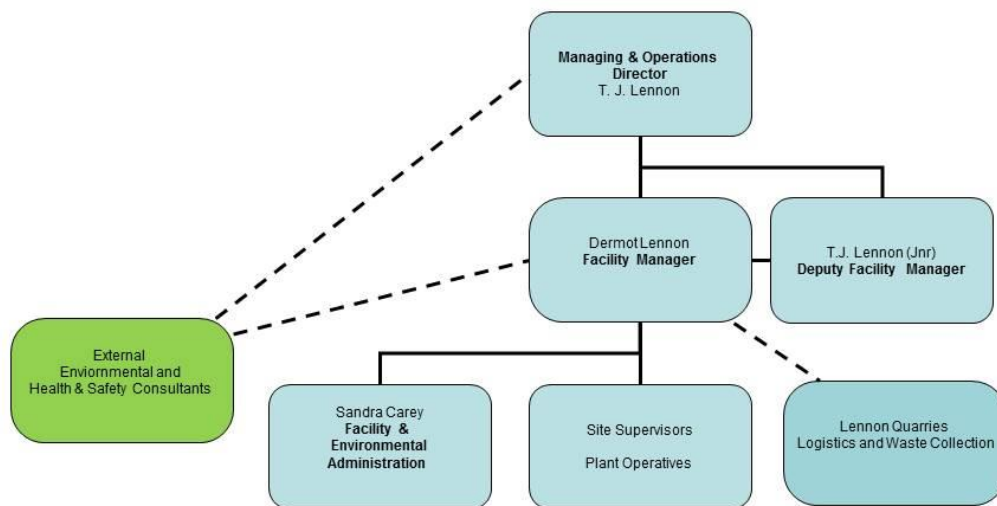 Managing & Operations
Director
T. J. Lennon
Dermot Lennon
Facility Manager
T.J. Lennon (Jnr)
Deputy Facility Manager
External
Enviornmental and
Health & Safety Consultants
Sandra Carey
Facility &
Environmental
Administration
Site Supervisors
Plant Operatives
Lennon Quarries
Logistics and Waste Collection